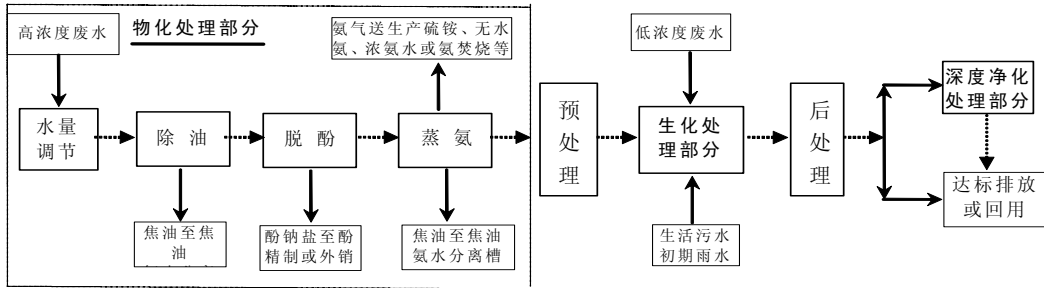 高浓度废水
物化处理部分
氨气送生产硫铵、无水
氨、浓氨水或氨焚烧等
水量
调节
除油
脱酚
蒸氨
焦油至焦
油
酚钠盐至酚
精制或外销
焦油至焦油
氨水分离槽
预
处
理
低浓度废水
生化处
理部分
生活污水
初期雨水
后
处
理
深度净化
处理部分
达标排放
或回用